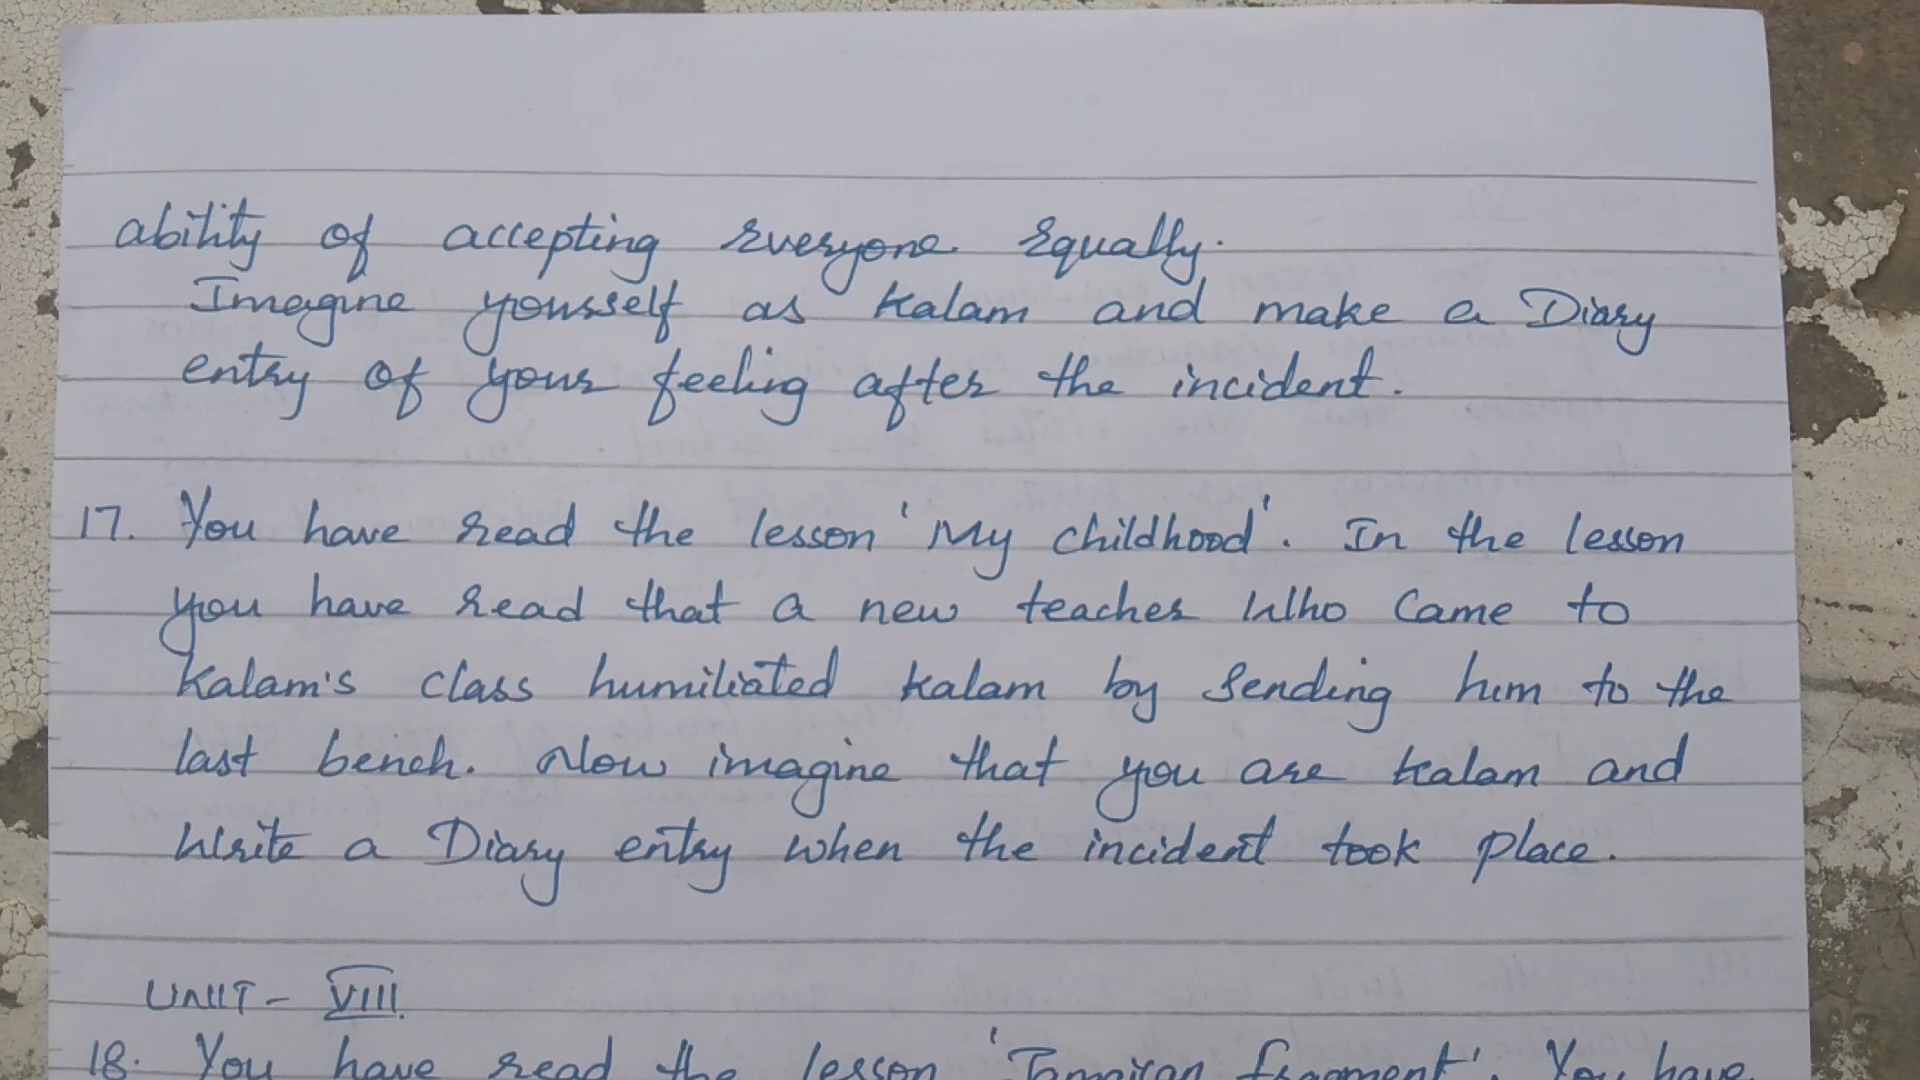 ability of accepting everyone equally.
Imagine yourself as Kalam and make a Diary
entry of your feeling after the incident.
17. You have read the lesson 'My childhood'. In the lesson
you have read that a new teacher who came to
Kalam's class humiliated Kalam by sending him to the
last bench. Now imagine that you are Kalam and
write a Diary entry when the incident took place.
UNIT - VIII
18. You have read the lesson ' fragment'. You have